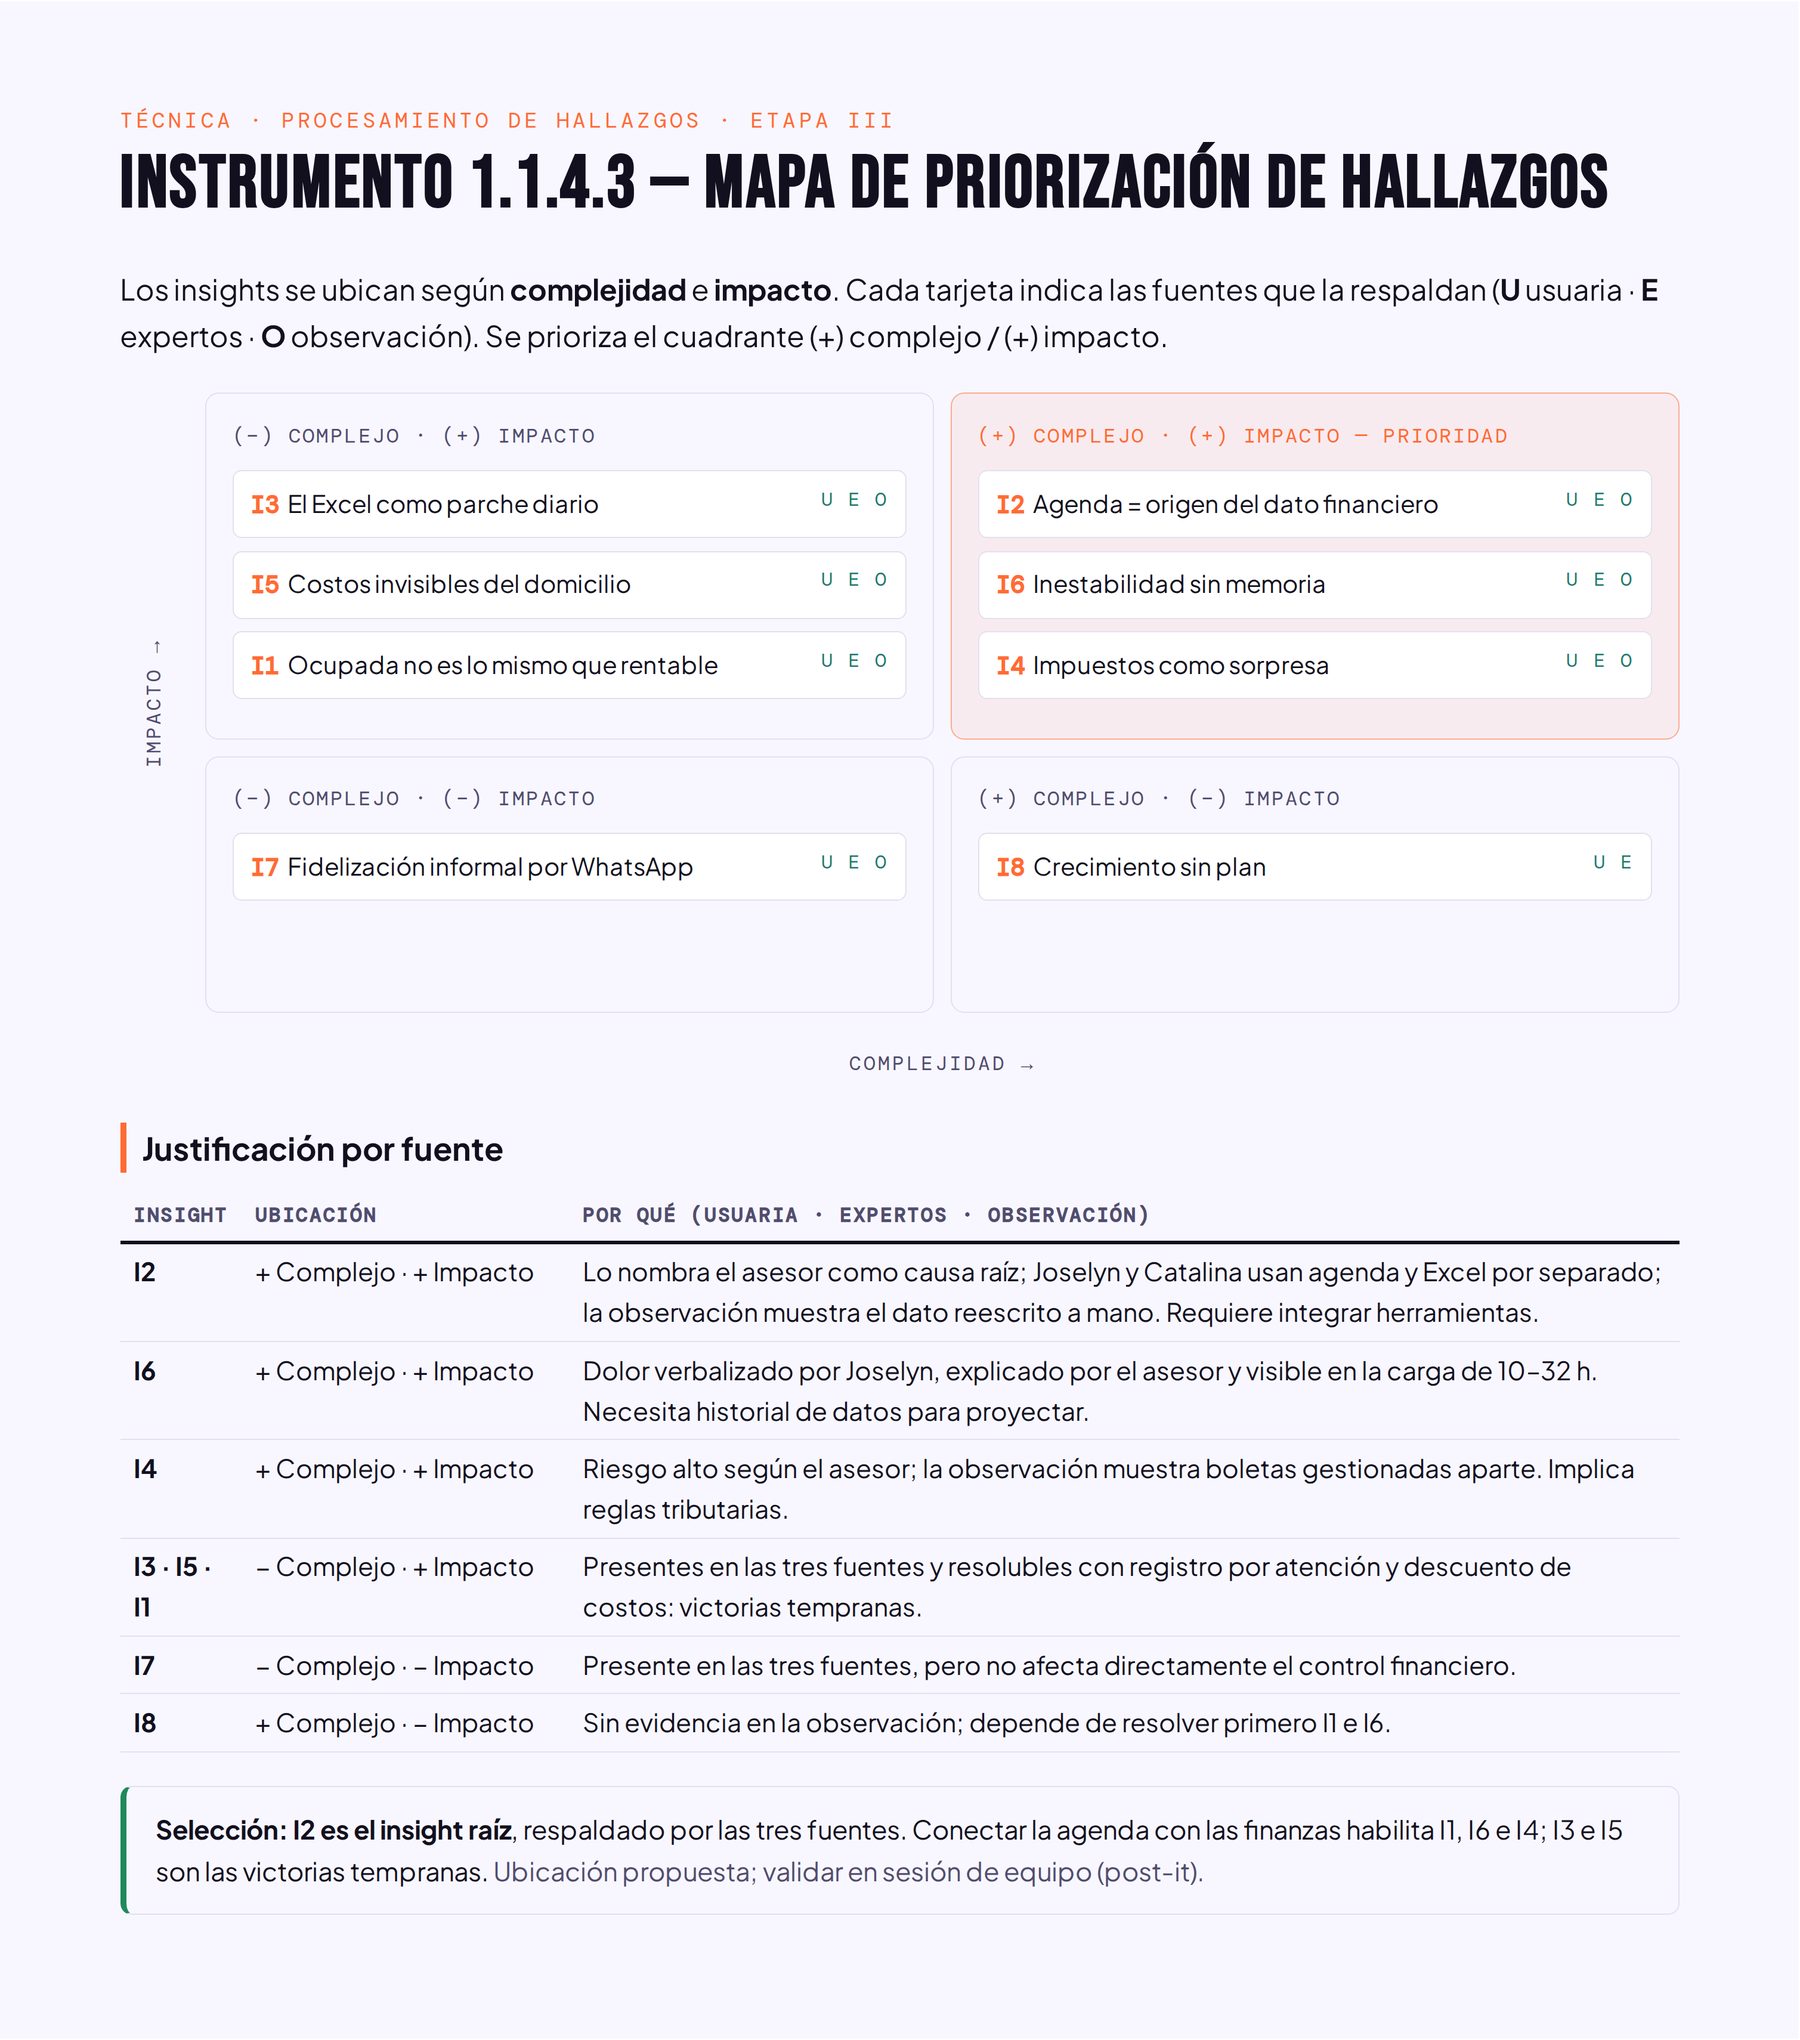 TÉCNICA · PROCESAMIENTO DE HALLAZGOS · ETAPA III
INSTRUMENTO 1.1.4.3 — MAPA DE PRIORIZACIÓN DE HALLAZGOS
Los insights se ubican según complejidad e impacto. Cada tarjeta indica las fuentes que la respaldan (U usuaria · E
expertos · O observación). Se prioriza el cuadrante (+) complejo / (+) impacto.
IMPACTO →
(−) COMPLEJO · (+) IMPACTO
I3 El Excel como parche diario U E O
I5 Costos invisibles del domicilio U E O
I1 Ocupada no es lo mismo que rentable U E O
(+) COMPLEJO · (+) IMPACTO — PRIORIDAD
I2 Agenda = origen del dato financiero U E O
I6 Inestabilidad sin memoria U E O
I4 Impuestos como sorpresa U E O
(−) COMPLEJO · (−) IMPACTO
I7 Fidelización informal por WhatsApp U E O
(+) COMPLEJO · (−) IMPACTO
I8 Crecimiento sin plan U E
COMPLEJIDAD →
Justificación por fuente
INSIGHT UBICACIÓN POR QUÉ (USUARIA · EXPERTOS · OBSERVACIÓN)
I2 + Complejo · + Impacto Lo nombra el asesor como causa raíz; Joselyn y Catalina usan agenda y Excel por separado;
la observación muestra el dato reescrito a mano. Requiere integrar herramientas.
I6 + Complejo · + Impacto Dolor verbalizado por Joselyn, explicado por el asesor y visible en la carga de 10–32 h.
Necesita historial de datos para proyectar.
I4 + Complejo · + Impacto Riesgo alto según el asesor; la observación muestra boletas gestionadas aparte. Implica
reglas tributarias.
I3 · I5 · − Complejo · + Impacto Presentes en las tres fuentes y resolubles con registro por atención y descuento de
I1 costos: victorias tempranas.
I7 − Complejo · − Impacto Presente en las tres fuentes, pero no afecta directamente el control financiero.
I8 + Complejo · − Impacto Sin evidencia en la observación; depende de resolver primero I1 e I6.
Selección: I2 es el insight raíz, respaldado por las tres fuentes. Conectar la agenda con las finanzas habilita I1, I6 e I4; I3 e I5
son las victorias tempranas. Ubicación propuesta; validar en sesión de equipo (post-it).